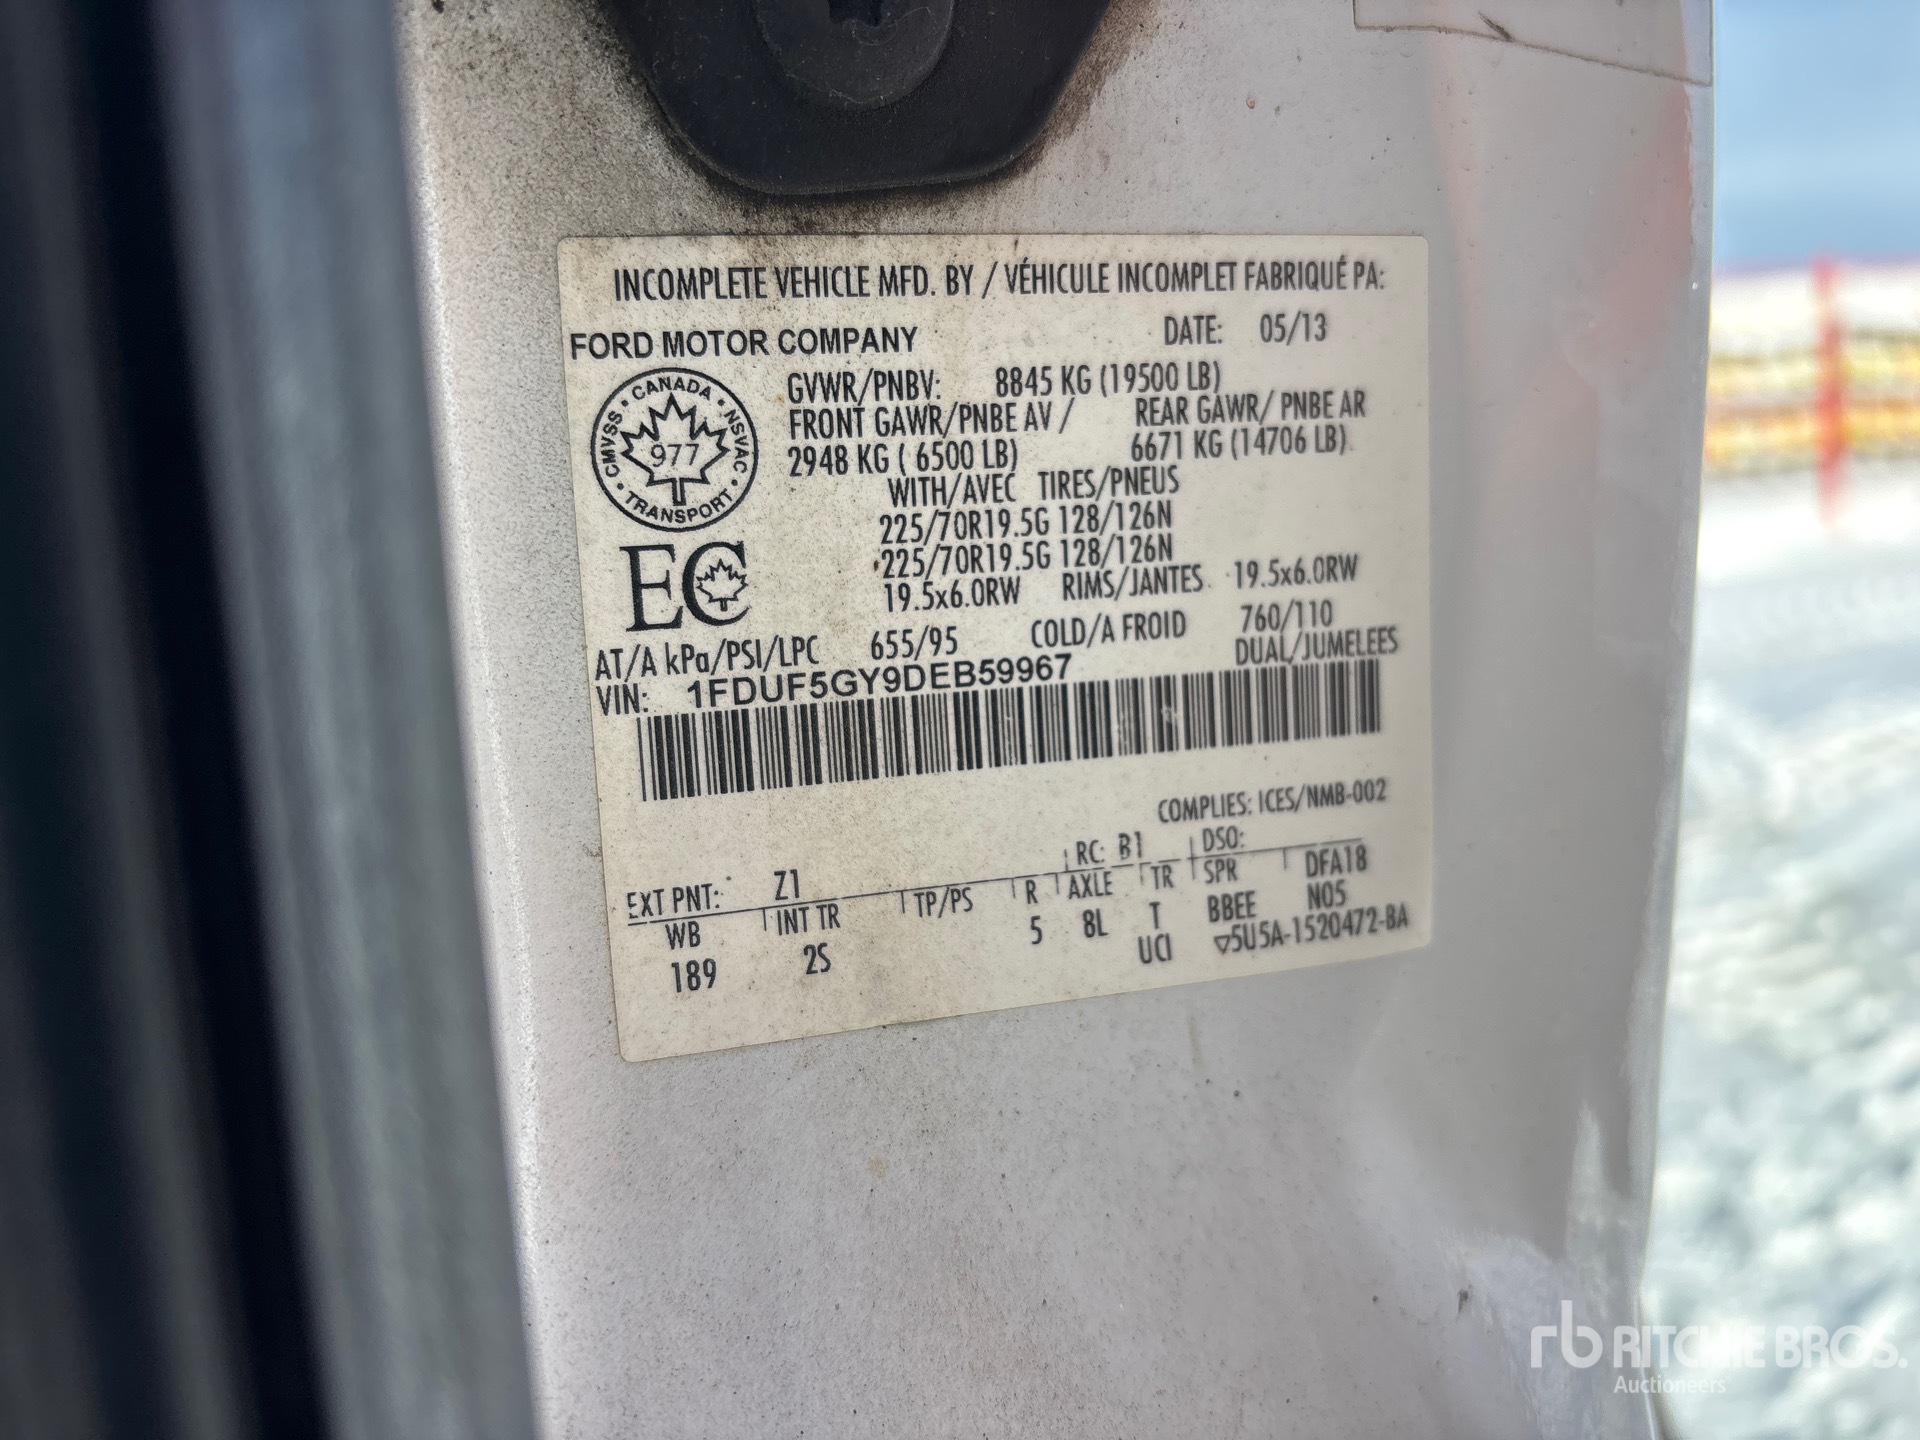 INCOMPLETE VEHICLE MFD. BY / VÉHICULE INCOMPLET FABRIQUÉ PA:
FORD MOTOR COMPANY DATE: 05/13
GVWR/PNBV: 8845 KG (19500 LB)
FRONT GAWR/PNBE AV / REAR GAWR/ PNBE AR
2948 KG ( 6500 LB) 6671 KG (14706 LB)
WITH/AVEC TIRES/PNEUS
225/70R19.5G 128/126N
225/70R19.5G 128/126N
19.5x6.0RW RIMS/JANTES 19.5x6.0RW
CANADA • NSVAC • TRANSPORT • CMVSS •
977
EC
AT/A kPa/PSI/LPC 655/95 COLD/A FROID 760/110
DUAL/JUMELEES
VIN: 1FDUF5GY9DEB59967
COMPLIES: ICES/NMB-002
EXT PNT: Z1 RC: B1 DSO:
WB INT TR TP/PS R AXLE TR SPR DFA18
189 2S 5 8L T BBEE N05
UCI ▽5U5A-1520472-BA
rb RITCHIE BROS.
Auctioneers